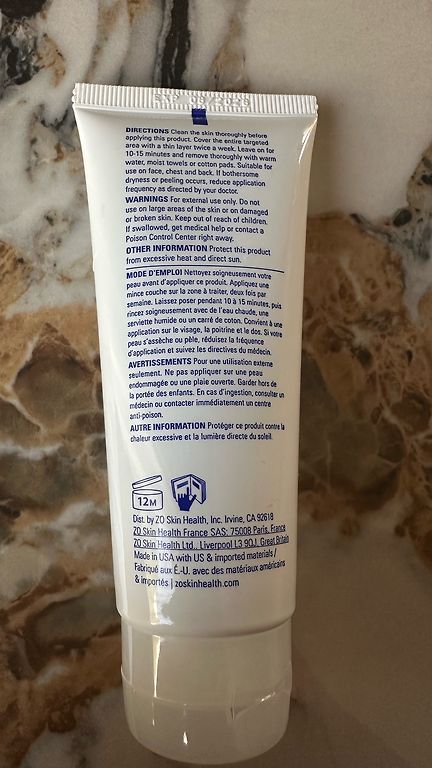 DIRECTIONS Clean the skin thoroughly before
applying this product. Cover the entire targeted
area with a thin layer twice a week. Leave on for
10-15 minutes and remove thoroughly with warm
water, moist towels or cotton pads. Suitable for
use on face, chest and back. If bothersome
dryness or peeling occurs, reduce application
frequency as directed by your doctor.
WARNINGS For external use only. Do not
use on large areas of the skin or on damaged
or broken skin. Keep out of reach of children.
If swallowed, get medical help or contact a
Poison Control Center right away.
OTHER INFORMATION Protect this product
from excessive heat and direct sun.
MODE D'EMPLOI Nettoyez soigneusement votre
peau avant d'appliquer ce produit. Appliquez une
mince couche sur la zone à traiter, deux fois par
semaine. Laissez poser pendant 10 à 15 minutes, puis
rincez soigneusement avec de l'eau chaude, une
serviette humide ou un carré de coton. Convient à une
application sur le visage, la poitrine et le dos. Si votre
peau s'assèche ou pèle, réduisez la fréquence
d'application et suivez les directives du médecin.
AVERTISSEMENTS Pour une utilisation externe
seulement. Ne pas appliquer sur une peau
endommagée ou une plaie ouverte. Garder hors de
la portée des enfants. En cas d'ingestion, consulter un
médecin ou contacter immédiatement un centre
anti-poison.
AUTRE INFORMATION Protéger ce produit contre la
chaleur excessive et la lumière directe du soleil.
12M
Dist. by ZO Skin Health, Inc. Irvine, CA 92618
ZO Skin Health France SAS; 75008 Paris, France
ZO Skin Health Ltd., Liverpool L3 9QJ, Great Britain
Made in USA with US & imported materials /
Fabriqué aux É.-U. avec des matériaux américains
& importés | zoskinhealth.com